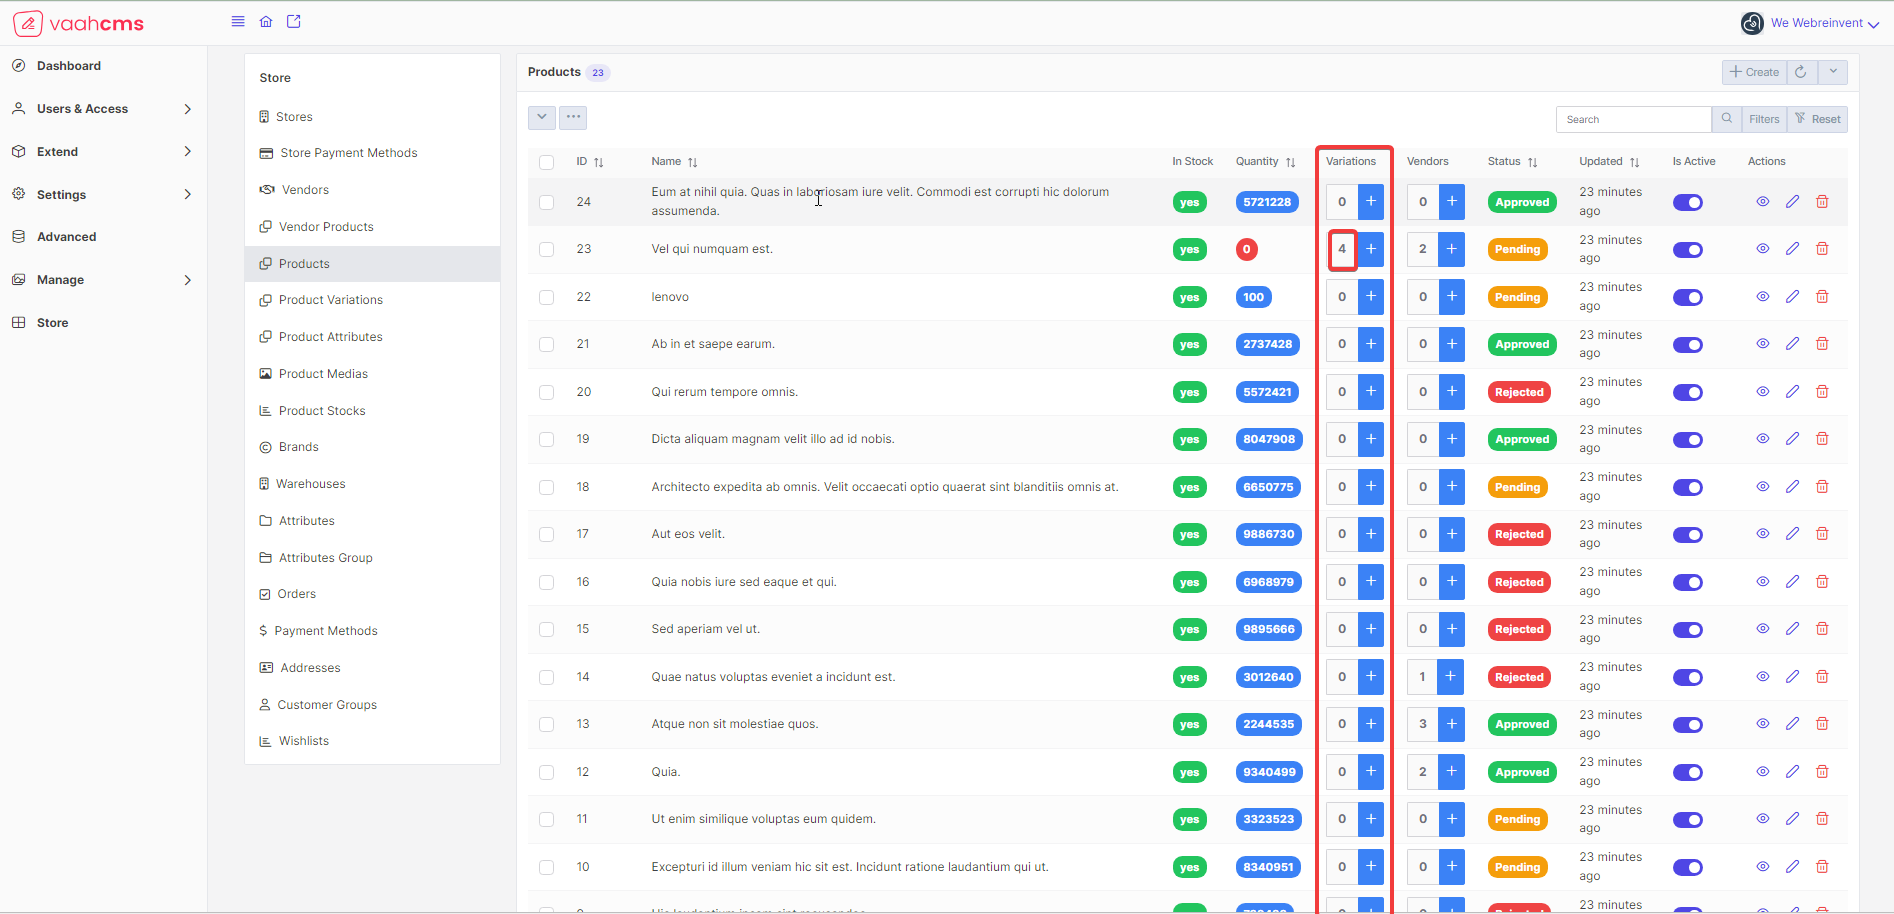 vaahcms
We Webreinvent
Dashboard
Users & Access
Extend
Settings
Advanced
Manage
Store
Store
Stores
Store Payment Methods
Vendors
Vendor Products
Products
Product Variations
Product Attributes
Product Medias
Product Stocks
Brands
Warehouses
Attributes
Attributes Group
Orders
Payment Methods
Addresses
Customer Groups
Wishlists
Products 23
+ Create
Search Filters Reset
ID Name In Stock Quantity Variations Vendors Status Updated Is Active Actions
24 Eum at nihil quia. Quas in laboriosam iure velit. Commodi est corrupti hic dolorum yes 5721228 0 + 0 + Approved 23 minutes
assumenda. ago
23 Vel qui numquam est. yes 0 4 + 2 + Pending 23 minutes
ago
22 lenovo yes 100 0 + 0 + Pending 23 minutes
ago
21 Ab in et saepe earum. yes 2737428 0 + 0 + Approved 23 minutes
ago
20 Qui rerum tempore omnis. yes 5572421 0 + 0 + Rejected 23 minutes
ago
19 Dicta aliquam magnam velit illo ad id nobis. yes 8047908 0 + 0 + Approved 23 minutes
ago
18 Architecto expedita ab omnis. Velit occaecati optio quaerat sint blanditiis omnis at. yes 6650775 0 + 0 + Pending 23 minutes
ago
17 Aut eos velit. yes 9886730 0 + 0 + Rejected 23 minutes
ago
16 Quia nobis iure sed eaque et qui. yes 6968979 0 + 0 + Rejected 23 minutes
ago
15 Sed aperiam vel ut. yes 9895666 0 + 0 + Rejected 23 minutes
ago
14 Quae natus voluptas eveniet a incidunt est. yes 3012640 0 + 1 + Rejected 23 minutes
ago
13 Atque non sit molestiae quos. yes 2244535 0 + 3 + Approved 23 minutes
ago
12 Quia. yes 9340499 0 + 2 + Approved 23 minutes
ago
11 Ut enim similique voluptas eum quidem. yes 3323523 0 + 0 + Pending 23 minutes
ago
10 Excepturi id illum veniam hic sit est. Incidunt ratione laudantium qui ut. yes 8340951 0 + 0 + Pending 23 minutes
ago
23 minutes